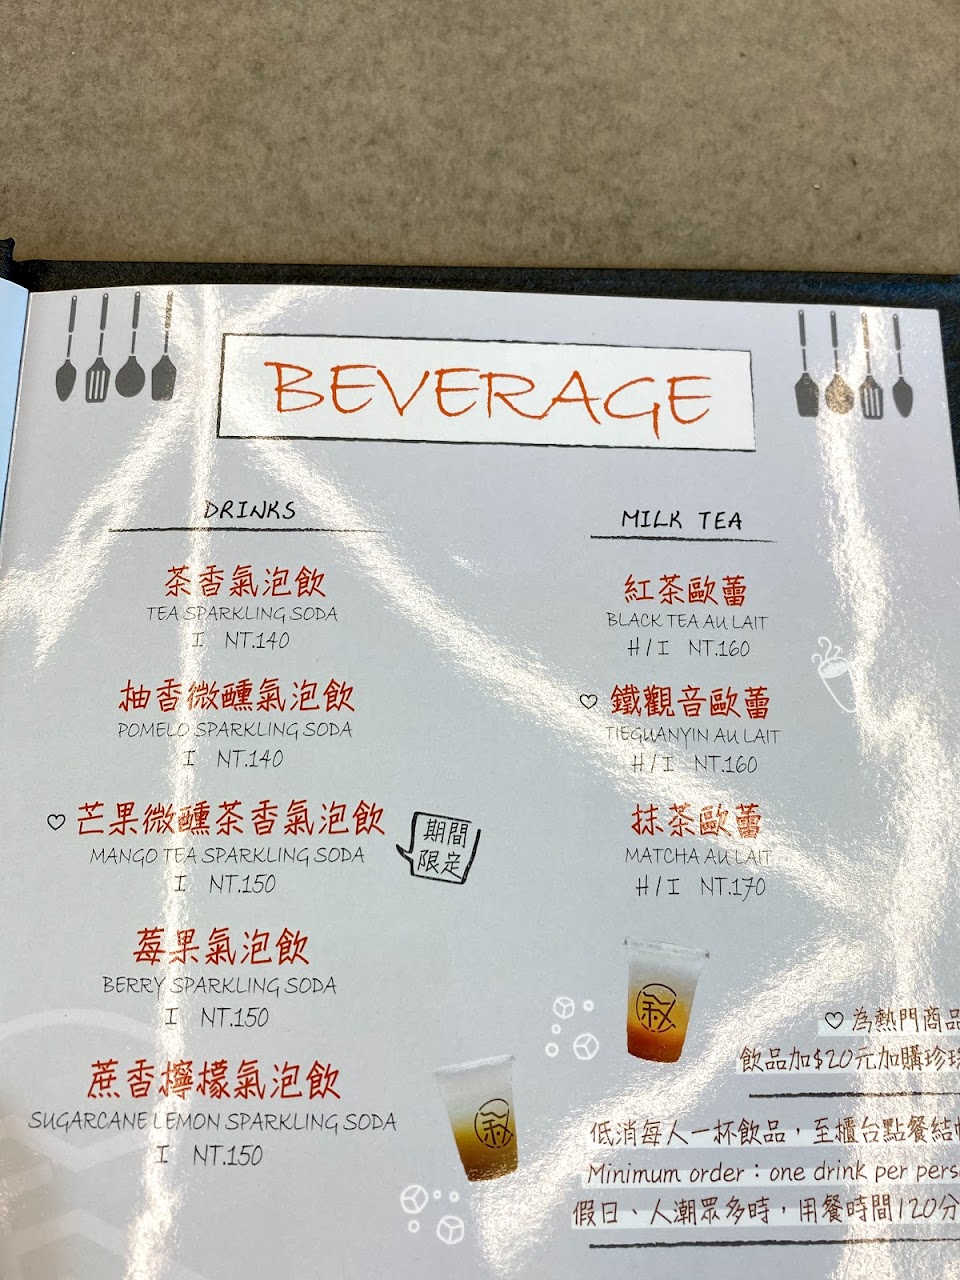 BEVERAGE
DRINKS
茶香氣泡飲
TEA SPARKLING SODA
I NT.140
柚香微醺氣泡飲
POMELO SPARKLING SODA
I NT.140
♡ 芒果微醺茶香氣泡飲
MANGO TEA SPARKLING SODA
I NT.150
期間
限定
莓果氣泡飲
BERRY SPARKLING SODA
I NT.150
蔗香檸檬氣泡飲
SUGARCANE LEMON SPARKLING SODA
I NT.150
MILK TEA
紅茶歐蕾
BLACK TEA AU LAIT
H / I NT.160
♡ 鐵觀音歐蕾
TIEGUANYIN AU LAIT
H / I NT.160
抹茶歐蕾
MATCHA AU LAIT
H / I NT.170
敘
敘
♡ 為熱門商品
飲品加$20元加購珍珠
低消每人一杯飲品，至櫃台點餐結
Minimum order：one drink per pers
假日、人潮眾多時，用餐時間120分